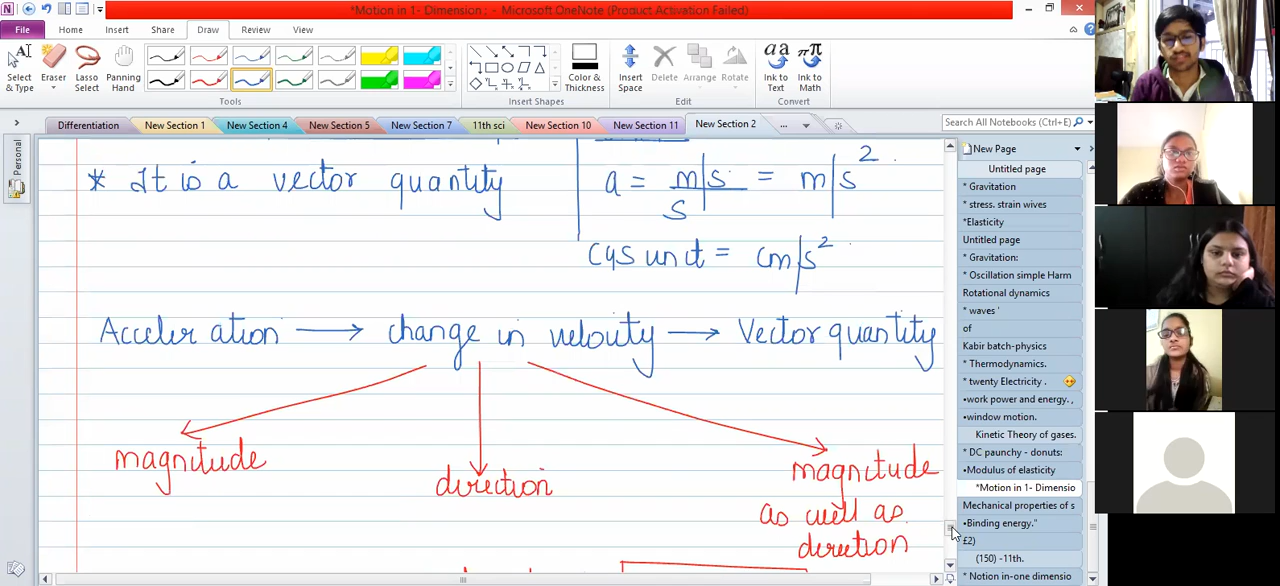 *Motion in 1- Dimension : - Microsoft OneNote (Product Activation Failed)
File Home Insert Share Draw Review View
Select & Type
Eraser
Lasso Select
Panning Hand
Color & Thickness
Insert Space
Delete
Arrange
Rotate
Ink to Text
Ink to Math
Tools
Insert Shapes
Edit
Convert
Differentiation New Section 1 New Section 4 New Section 5 New Section 7 11th sci New Section 10 New Section 11 New Section 2 ...
Search All Notebooks (Ctrl+E)
Personal
* It is a vector quantity
a = m/s / s = m/s²
CGS unit = cm/s²
Acceleration → change in velocity → Vector quantity
magnitude
direction
magnitude
as well as
direction
New Page
Untitled page
* Gravitation
* stress. strain wives
*Elasticity
Untitled page
* Gravitation:
* Oscillation simple Harm
Rotational dynamics
* waves '
of
Kabir batch-physics
* Thermodynamics.
* twenty Electricity .
•work power and energy. ,
•window motion.
Kinetic Theory of gases.
* DC paunchy - donuts:
•Modulus of elasticity
*Motion in 1- Dimensio
Mechanical properties of s
•Binding energy."
£2)
(150) -11th.
* Notion in-one dimensio